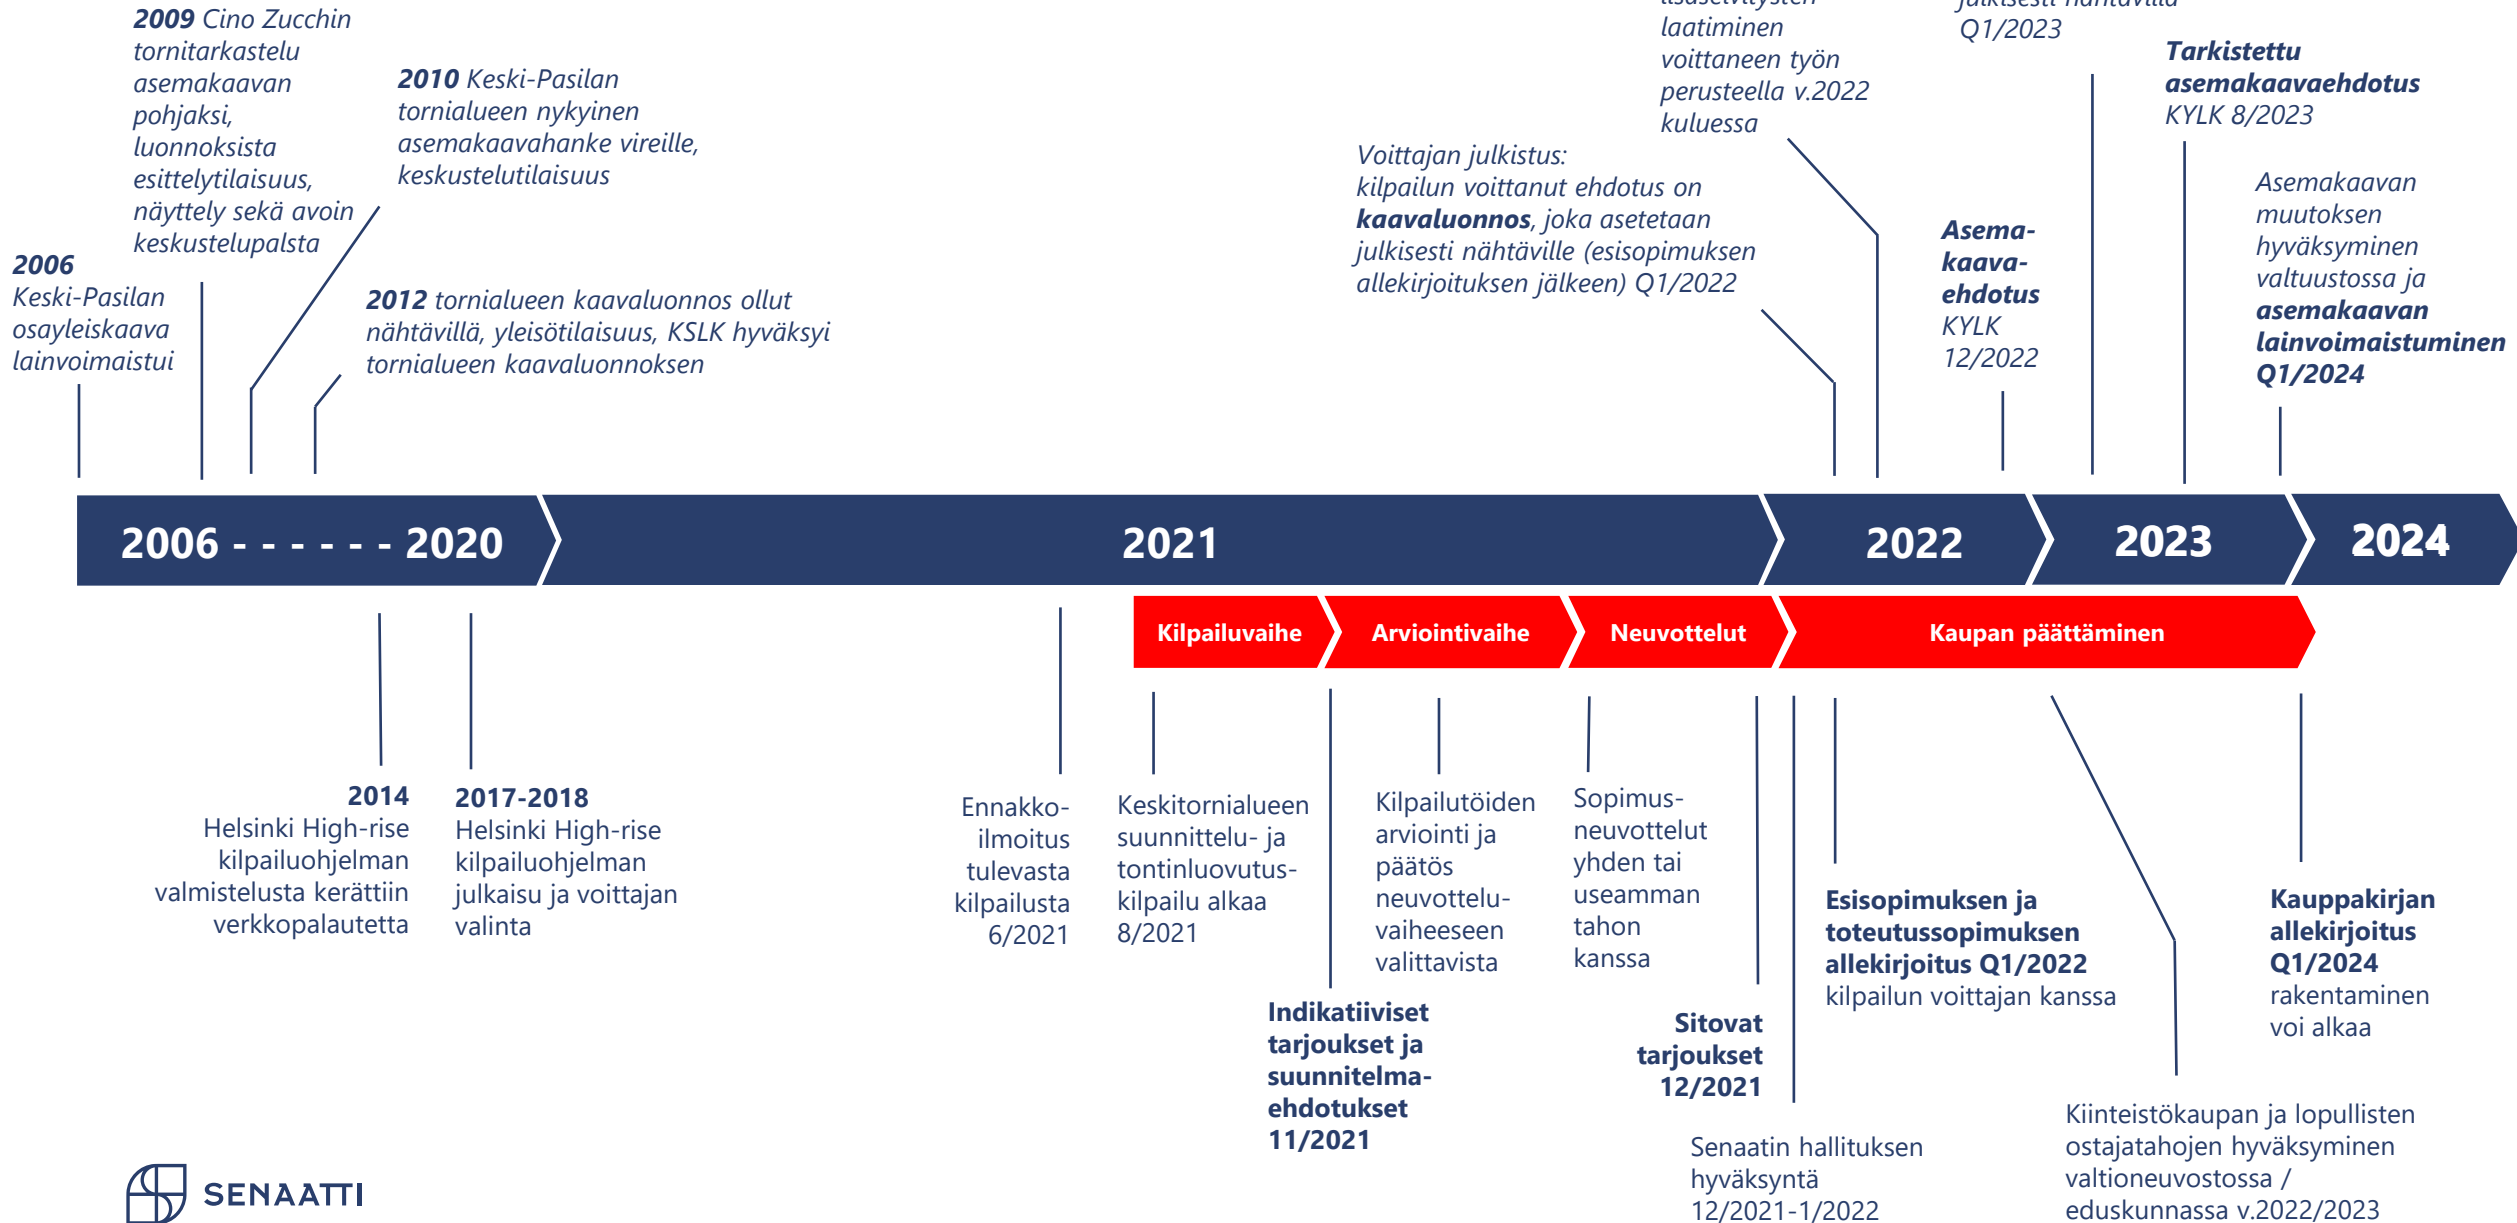 2009 Cino Zucchin
tornitarkastelu
asemakaavan
pohjaksi,
luonnoksista
esittelytilaisuus,
näyttely sekä avoin
keskustelupalsta
2010 Keski-Pasilan
tornialueen nykyinen
asemakaavahanke vireille,
keskustelutilaisuus
2006
Keski-Pasilan
osayleiskaava
lainvoimaistui
2012 tornialueen kaavaluonnos ollut
nähtävillä, yleisötilaisuus, KSLK hyväksyi
tornialueen kaavaluonnoksen
Voittajan julkistus:
kilpailun voittanut ehdotus on
kaavaluonnos, joka asetetaan
julkisesti nähtäville (esisopimuksen
allekirjoituksen jälkeen) Q1/2022
lisäselvitysten
laatiminen
voittaneen työn
perusteella v.2022
kuluessa
Asema-
kaava-
ehdotus
KYLK
12/2022
julkisesti nähtävillä
Q1/2023
Tarkistettu
asemakaavaehdotus
KYLK 8/2023
Asemakaavan
muutoksen
hyväksyminen
valtuustossa ja
asemakaavan
lainvoimaistuminen
Q1/2024
2006 - - - - - - 2020
2021
2022
2023
2024
Kilpailuvaihe
Arviointivaihe
Neuvottelut
Kaupan päättäminen
2014
Helsinki High-rise
kilpailuohjelman
valmistelusta kerättiin
verkkopalautetta
2017-2018
Helsinki High-rise
kilpailuohjelman
julkaisu ja voittajan
valinta
Ennakko-
ilmoitus
tulevasta
kilpailusta
6/2021
Keskitornialueen
suunnittelu- ja
tontinluovutus-
kilpailu alkaa
8/2021
Indikatiiviset
tarjoukset ja
suunnitelma-
ehdotukset
11/2021
Kilpailutöiden
arviointi ja
päätös
neuvottelu-
vaiheeseen
valittavista
Sopimus-
neuvottelut
yhden tai
useamman
tahon
kanssa
Sitovat
tarjoukset
12/2021
Senaatin hallituksen
hyväksyntä
12/2021-1/2022
Esisopimuksen ja
toteutussopimuksen
allekirjoitus Q1/2022
kilpailun voittajan kanssa
Kiinteistökaupan ja lopullisten
ostajatahojen hyväksyminen
valtioneuvostossa /
eduskunnassa v.2022/2023
Kauppakirjan
allekirjoitus
Q1/2024
rakentaminen
voi alkaa
SENAATTI